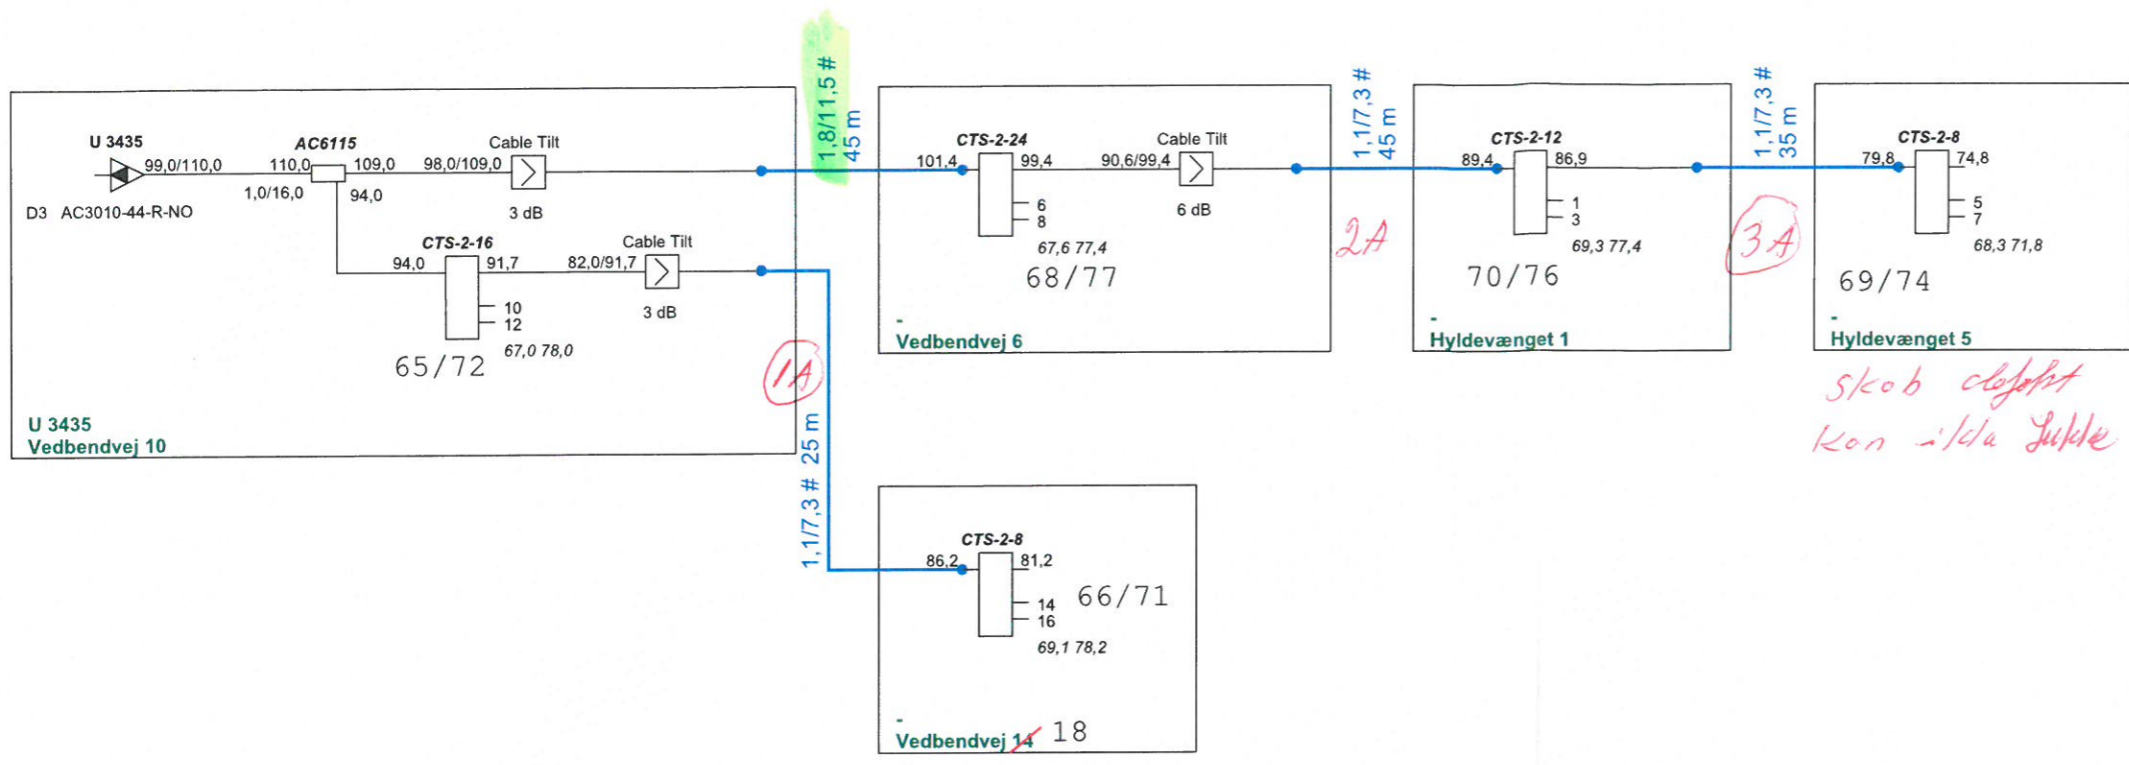 U 3435
99,0/110,0
D3 AC3010-44-R-NO
AC6115
110,0
109,0
1,0/16,0
94,0
98,0/109,0
Cable Tilt
3 dB
CTS-2-16
94,0
91,7
10
12
67,0 78,0
65/72
82,0/91,7
Cable Tilt
3 dB
U 3435
Vedbendvej 10
1A
1,8/11,5 #
45 m
CTS-2-24
101,4
99,4
6
8
67,6 77,4
68/77
90,6/99,4
Cable Tilt
6 dB
-
Vedbendvej 6
2A
1,1/7,3 #
45 m
CTS-2-12
89,4
86,9
1
3
69,3 77,4
70/76
-
Hyldevænget 1
3A
1,1/7,3 #
35 m
CTS-2-8
79,8
74,8
5
7
68,3 71,8
69/74
-
Hyldevænget 5
skab
kan
1,1/7,3 # 25 m
CTS-2-8
86,2
81,2
14
16
66/71
69,1 78,2
-
Vedbendvej 14 18